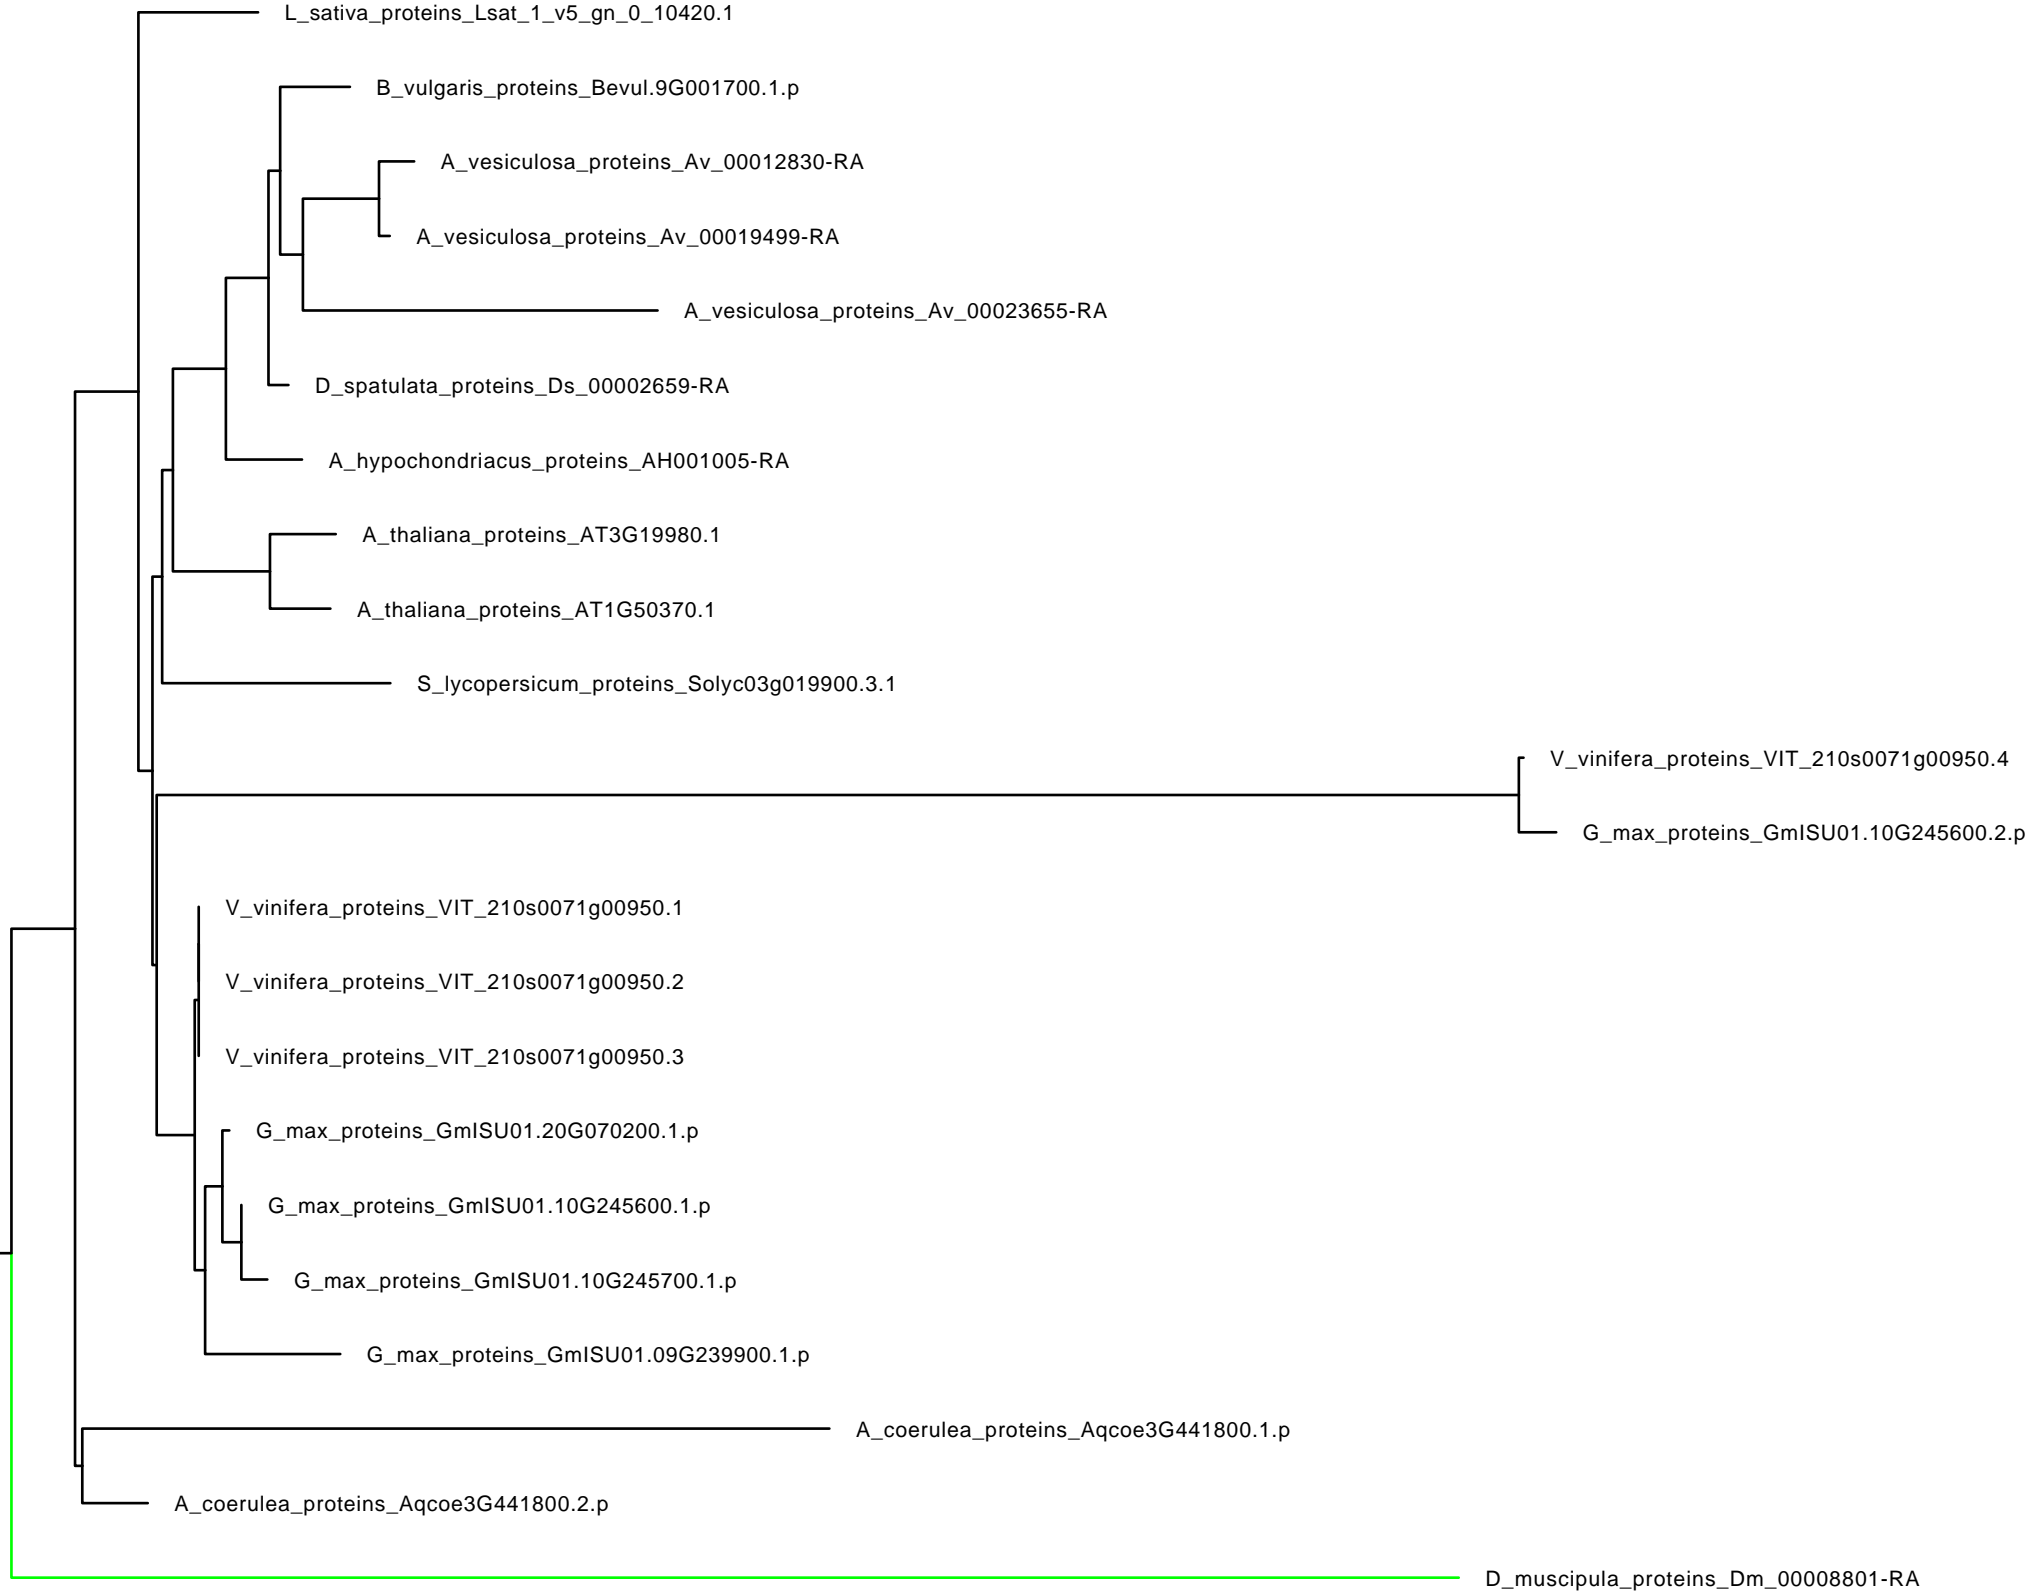 L_sativa_proteins_Lsat_1_v5_gn_0_10420.1
B_vulgaris_proteins_Bevul.9G001700.1.p
A_vesiculosa_proteins_Av_00012830-RA
A_vesiculosa_proteins_Av_00019499-RA
A_vesiculosa_proteins_Av_00023655-RA
D_spatulata_proteins_Ds_00002659-RA
A_hypochondriacus_proteins_AH001005-RA
A_thaliana_proteins_AT3G19980.1
A_thaliana_proteins_AT1G50370.1
S_lycopersicum_proteins_Solyc03g019900.3.1
V_vinifera_proteins_VIT_210s0071g00950.4
G_max_proteins_GmISU01.10G245600.2.p
V_vinifera_proteins_VIT_210s0071g00950.1
V_vinifera_proteins_VIT_210s0071g00950.2
V_vinifera_proteins_VIT_210s0071g00950.3
G_max_proteins_GmISU01.20G070200.1.p
G_max_proteins_GmISU01.10G245600.1.p
G_max_proteins_GmISU01.10G245700.1.p
G_max_proteins_GmISU01.09G239900.1.p
A_coerulea_proteins_Aqcoe3G441800.1.p
A_coerulea_proteins_Aqcoe3G441800.2.p
D_muscipula_proteins_Dm_00008801-RA